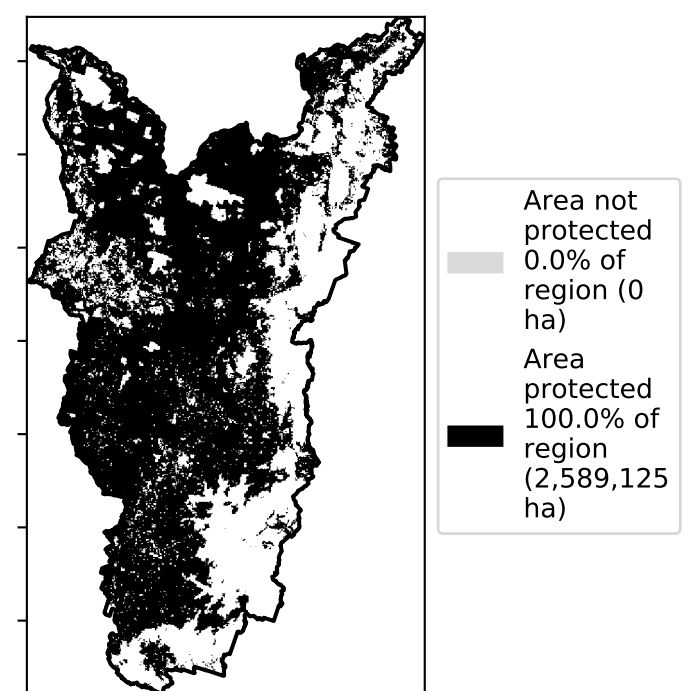 Area not
protected
0.0% of
region (0
ha)
Area
protected
100.0% of
region
(2,589,125
ha)